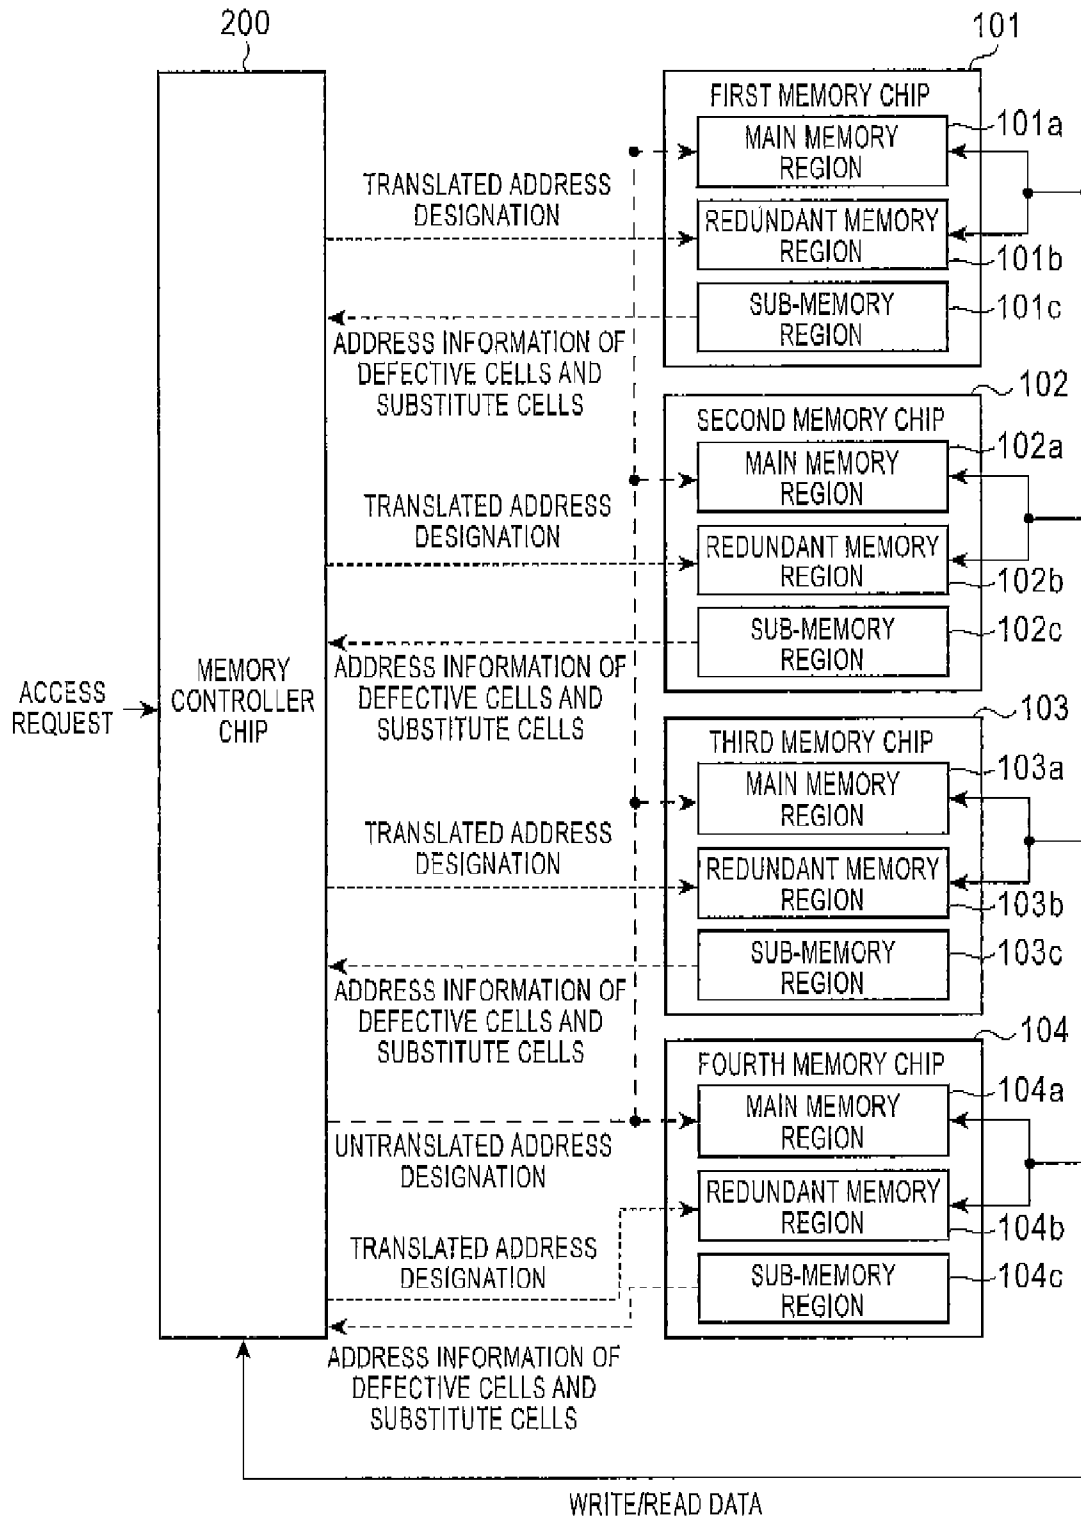 200
101
FIRST MEMORY CHIP
101a
MAIN MEMORY
REGION
TRANSLATED ADDRESS
DESIGNATION
REDUNDANT MEMORY
REGION
101b
SUB-MEMORY
REGION
101c
ADDRESS INFORMATION OF
DEFECTIVE CELLS AND
SUBSTITUTE CELLS
102
SECOND MEMORY CHIP
102a
MAIN MEMORY
REGION
TRANSLATED ADDRESS
DESIGNATION
REDUNDANT MEMORY
REGION
102b
SUB-MEMORY
REGION
102c
ADDRESS INFORMATION OF
DEFECTIVE CELLS AND
SUBSTITUTE CELLS
MEMORY
CONTROLLER
CHIP
ACCESS
REQUEST
103
THIRD MEMORY CHIP
103a
MAIN MEMORY
REGION
TRANSLATED ADDRESS
DESIGNATION
REDUNDANT MEMORY
REGION
103b
SUB-MEMORY
REGION
103c
ADDRESS INFORMATION OF
DEFECTIVE CELLS AND
SUBSTITUTE CELLS
104
FOURTH MEMORY CHIP
104a
MAIN MEMORY
REGION
UNTRANSLATED ADDRESS
DESIGNATION
REDUNDANT MEMORY
REGION
104b
TRANSLATED ADDRESS
DESIGNATION
SUB-MEMORY
REGION
104c
ADDRESS INFORMATION OF
DEFECTIVE CELLS AND
SUBSTITUTE CELLS
WRITE/READ DATA